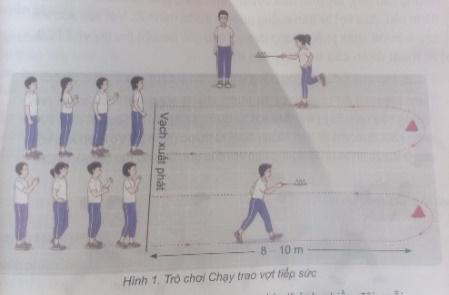 Vạch xuất phát
8 - 10 m
Hình 1. Trò chơi Chạy trao vợt tiếp sức